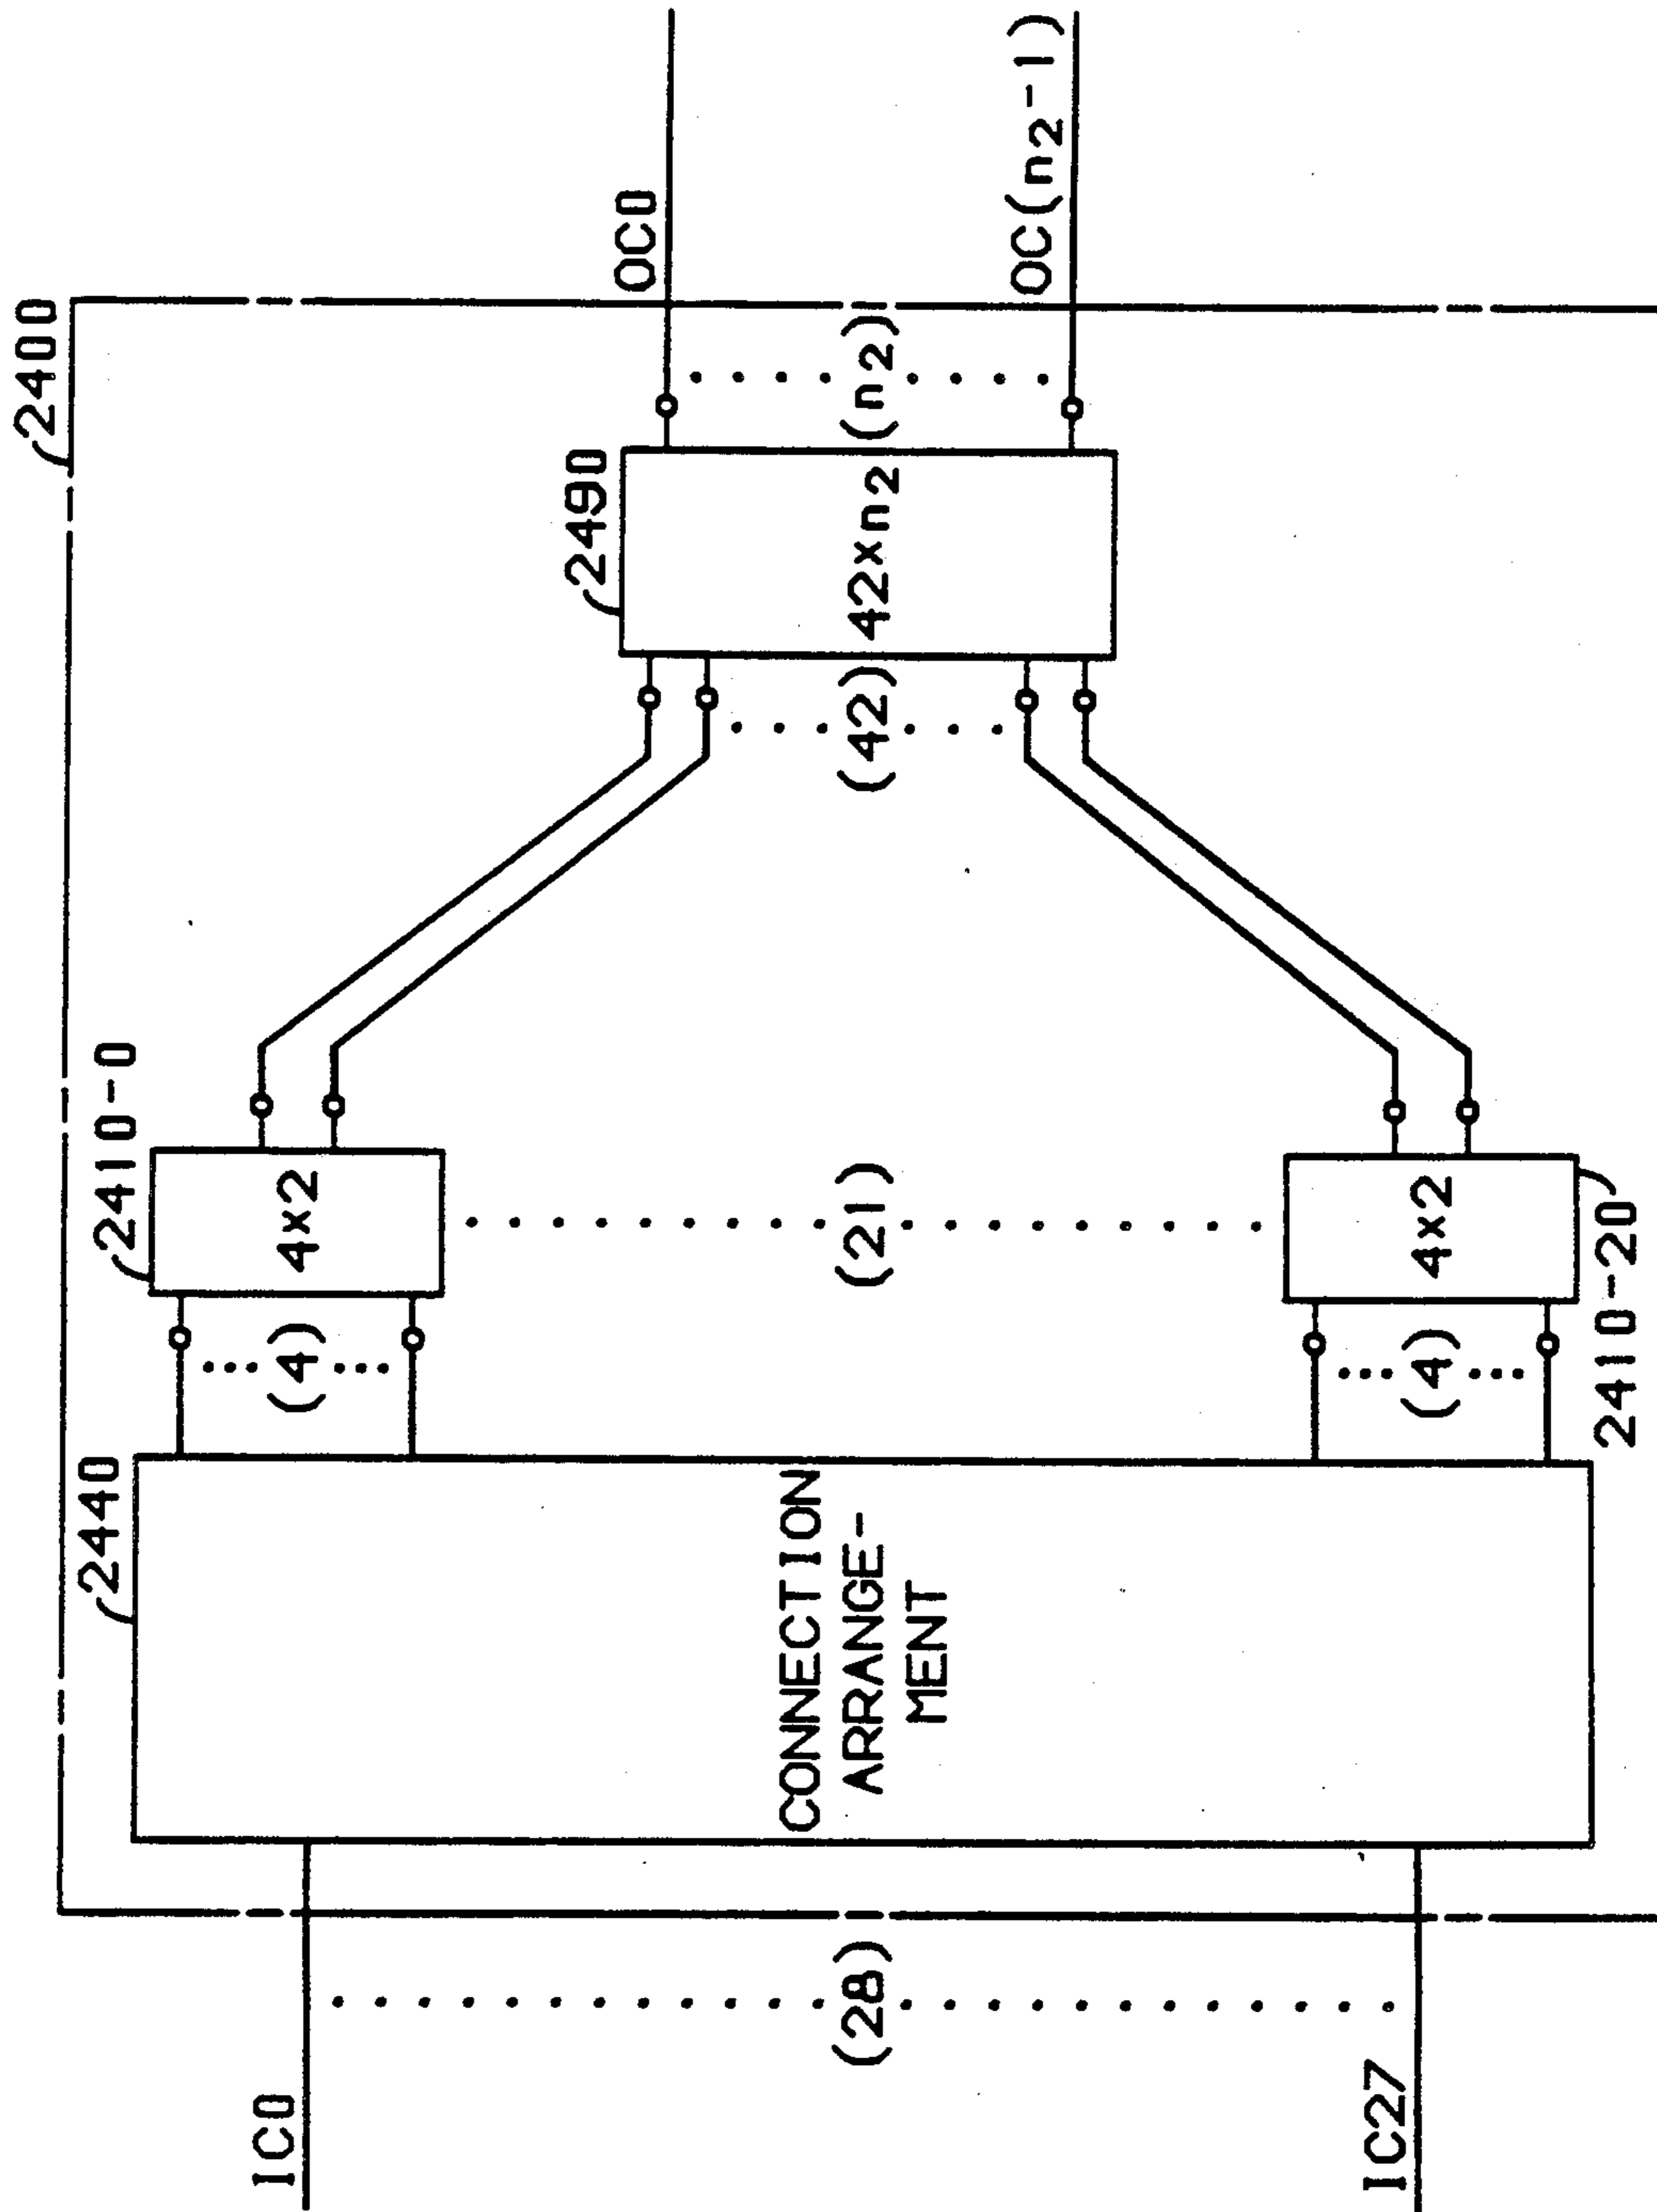 2400
2440
2410-0
2490
IC0
OC0
(4)
4x2
CONNECTION
ARRANGE-
MENT
(28)
(21)
(42)
42xn2
(n2)
(4)
4x2
IC27
2410-20
OC(n2-1)